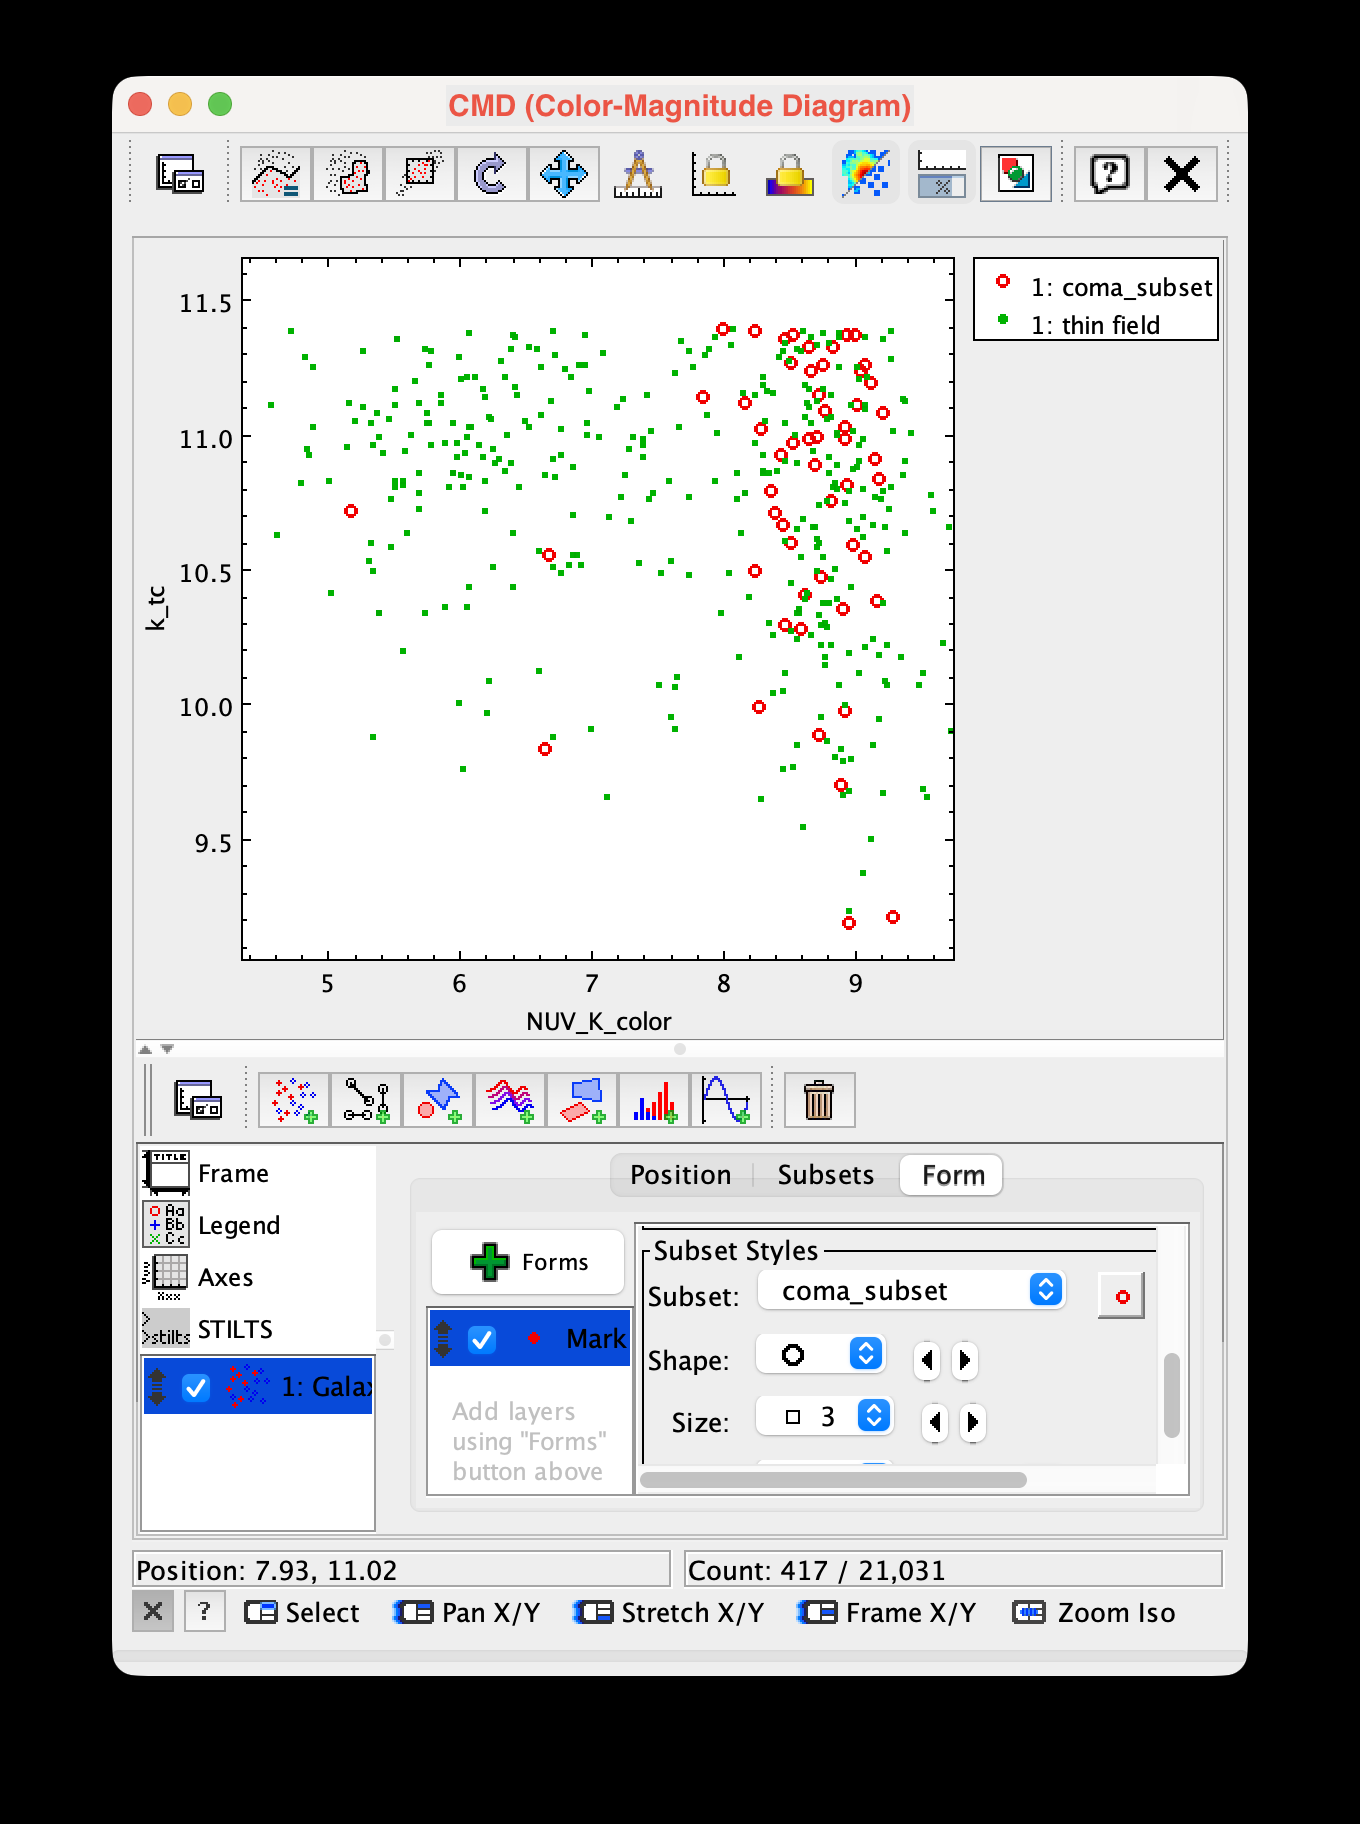 CMD (Color-Magnitude Diagram)
1: coma_subset
1: thin field
11.5
11.0
10.5
10.0
9.5
k_tc
5 6 7 8 9
NUV_K_color
Frame
Legend
Axes
STILTS
1: Gala
Position Subsets Form
Forms
Mark
Add layers
using "Forms"
button above
Subset Styles
Subset: coma_subset
Shape:
Size: 3
Position: 7.93, 11.02
Count: 417 / 21,031
Select Pan X/Y Stretch X/Y Frame X/Y Zoom Iso